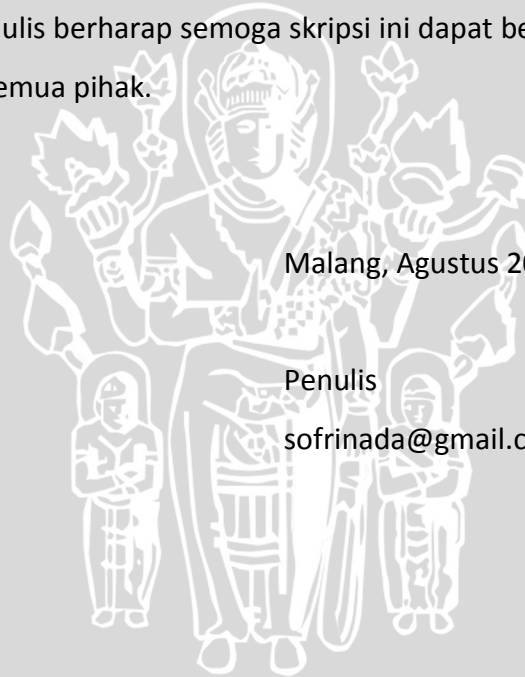 ulis berharap semoga skripsi ini dapat be
emua pihak.
Malang, Agustus 20
Penulis
sofrinada@gmail.c